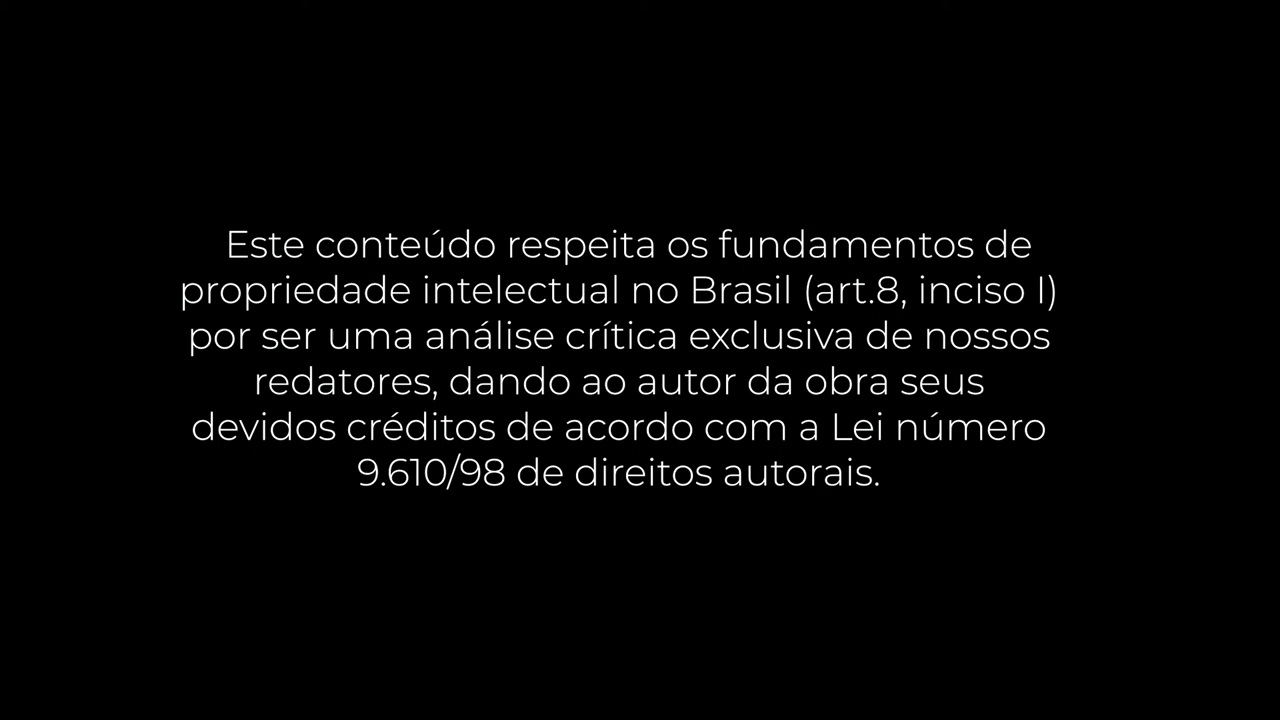 Este conteúdo respeita os fundamentos de
propriedade intelectual no Brasil (art.8, inciso I)
por ser uma análise crítica exclusiva de nossos
redatores, dando ao autor da obra seus
devidos créditos de acordo com a Lei número
9.610/98 de direitos autorais.